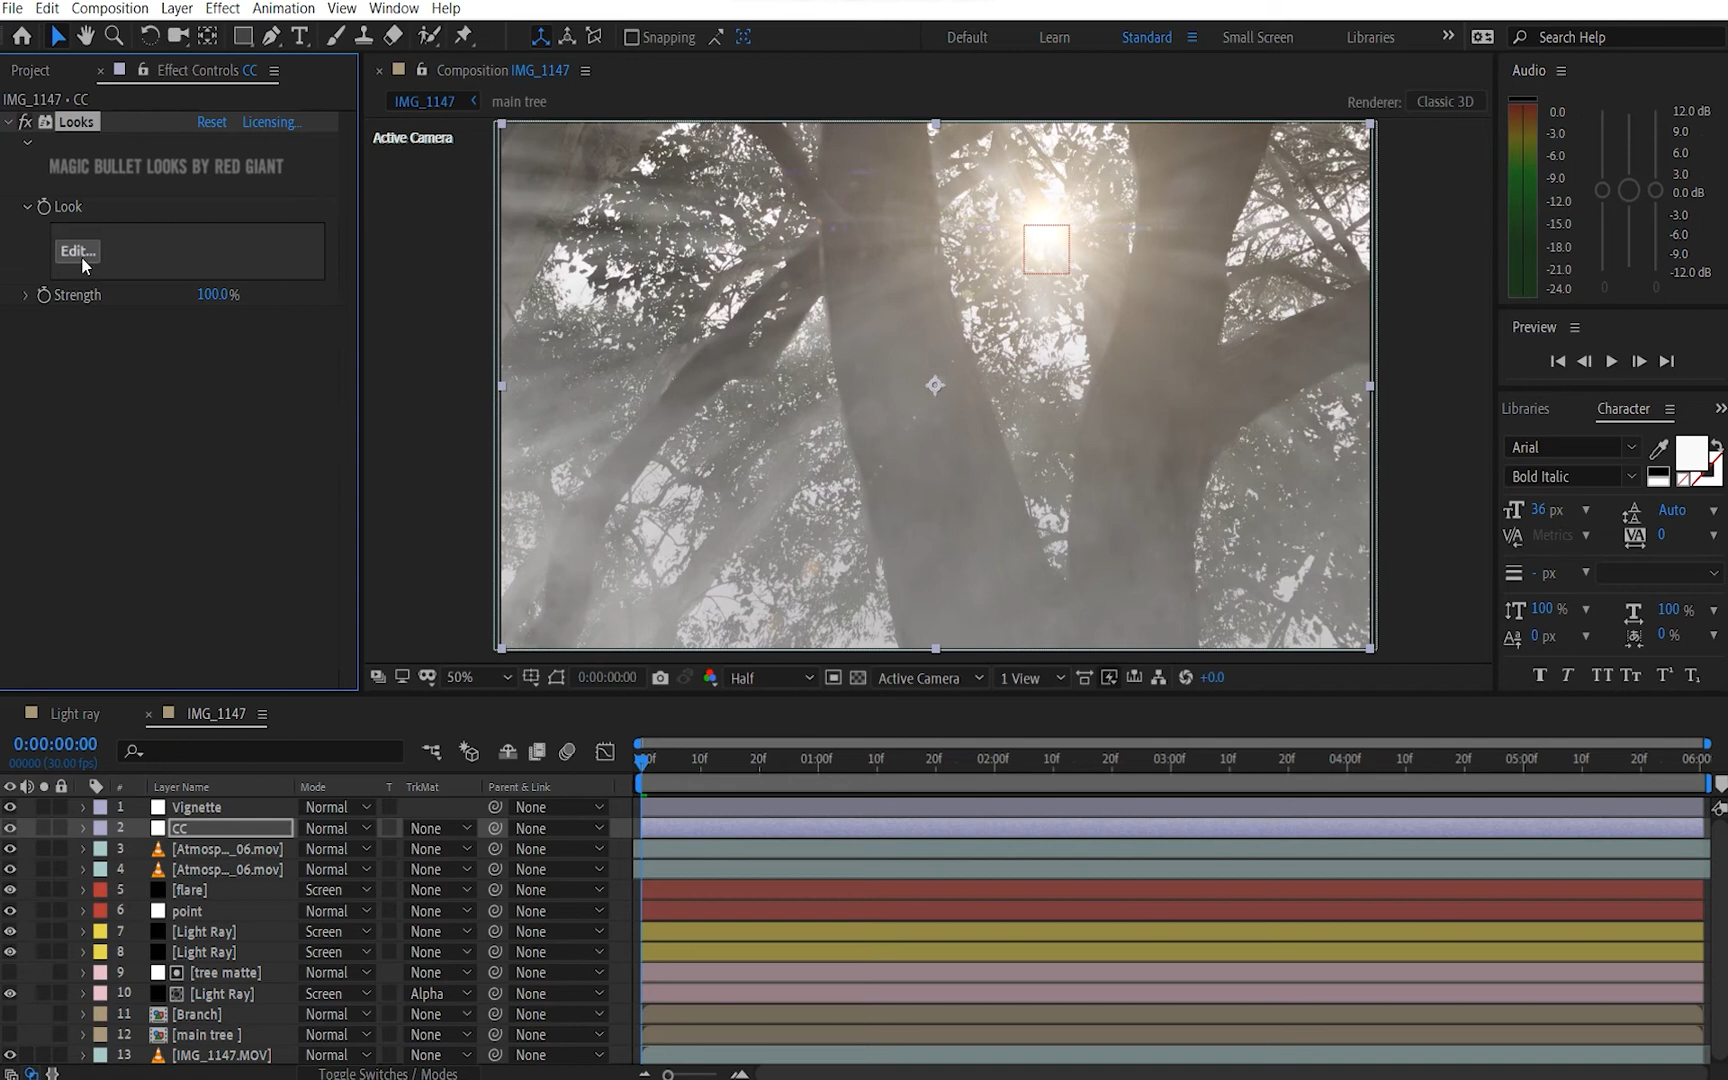 File Edit Composition Layer Effect Animation View Window Help
Snapping Default Learn Standard Small Screen Libraries Search Help
Project Effect Controls CC
IMG_1147 • CC
fx Looks Reset Licensing...
MAGIC BULLET LOOKS BY RED GIANT
Look
Edit...
Strength 100.0%
Composition IMG_1147
IMG_1147 main tree Renderer: Classic 3D
Active Camera
50% 0:00:00:00 Half Active Camera 1 View +0.0
Audio
0.0 12.0 dB
-3.0 9.0
-6.0 6.0
-9.0 3.0
-12.0 0.0 dB
-15.0 -3.0
-18.0 -6.0
-21.0 -9.0
-24.0 0 0 -12.0 dB
Preview
Libraries Character
Arial
Bold Italic
36 px Auto
Metrics 0
- px
100 % 100 %
0 px 0 %
T T TT Tт T¹ T₁
Light ray IMG_1147
0:00:00:00
00000 (30.00 fps)
:00f 10f 20f 01:00f 10f 20f 02:00f 10f 20f 03:00f 10f 20f 04:00f 10f 20f 05:00f 10f 20f 06:00
# Layer Name Mode T TrkMat Parent & Link
1 Vignette Normal None
2 CC Normal None None
3 [Atmosp..._06.mov] Normal None None
4 [Atmosp..._06.mov] Normal None None
5 [flare] Screen None None
6 point Normal None None
7 [Light Ray] Screen None None
8 [Light Ray] Screen None None
9 [tree matte] Normal None None
10 [Light Ray] Screen Alpha None
11 [Branch] Normal None None
12 [main tree ] Normal None None
13 [IMG_1147.MOV] Normal None None
Toggle Switches / Modes